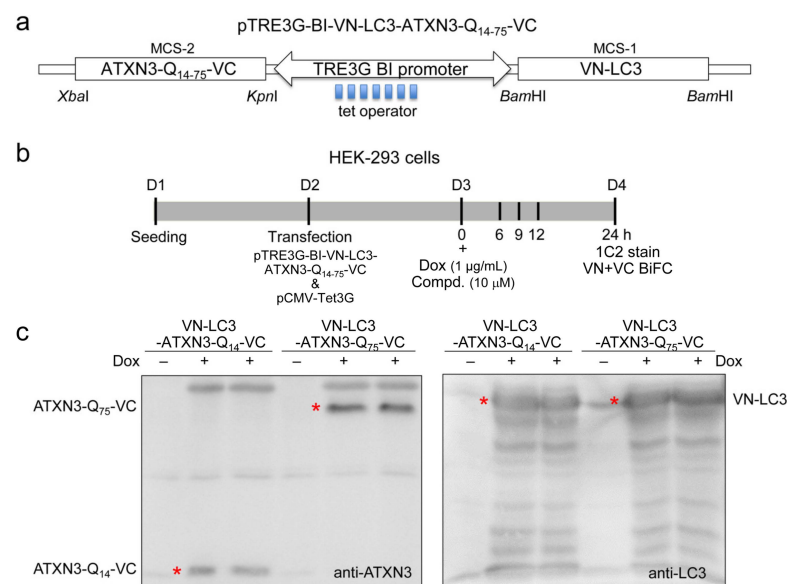 a
pTRE3G-BI-VN-LC3-ATXN3-Q14-75-VC
MCS-2
MCS-1
ATXN3-Q14-75-VC
TRE3G BI promoter
VN-LC3
XbaI
KpnI
tet operator
BamHI
BamHI
b
HEK-293 cells
D1
D2
D3
D4
Seeding
Transfection
pTRE3G-BI-VN-LC3-
ATXN3-Q14-75-VC
&
pCMV-Tet3G
0
6
9
12
24 h
+
Dox (1 μg/mL)
Compd. (10 μM)
1C2 stain
VN+VC BiFC
c
VN-LC3
-ATXN3-Q14-VC
VN-LC3
-ATXN3-Q75-VC
VN-LC3
-ATXN3-Q14-VC
VN-LC3
-ATXN3-Q75-VC
Dox – + + – + +
– + + – + + Dox
ATXN3-Q75-VC
*
*
*
VN-LC3
ATXN3-Q14-VC
*
anti-ATXN3
anti-LC3